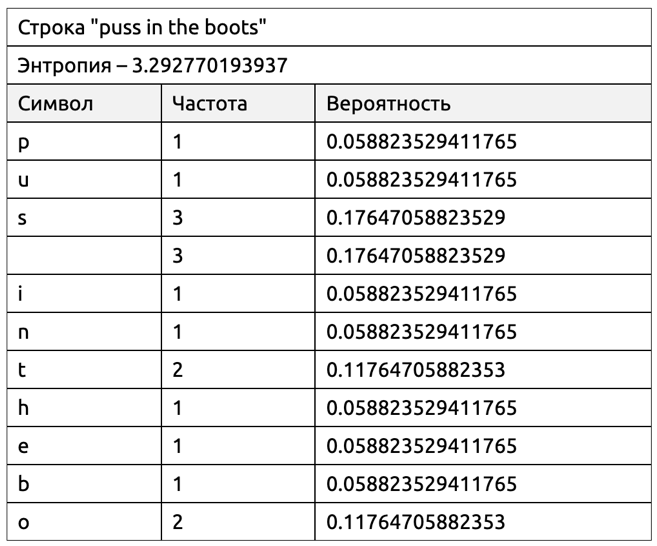 Строка "puss in the boots"
Энтропия – 3.292770193937
Символ Частота Вероятность
p 1 0.058823529411765
u 1 0.058823529411765
s 3 0.17647058823529
3 0.17647058823529
i 1 0.058823529411765
n 1 0.058823529411765
t 2 0.11764705882353
h 1 0.058823529411765
e 1 0.058823529411765
b 1 0.058823529411765
o 2 0.11764705882353